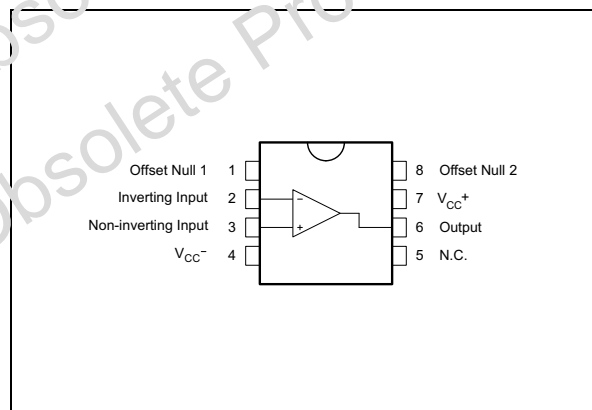 Obsolete Pro
Offset Null 1 1 8 Offset Null 2
Inverting Input 2 − 7 VCC+
Non-inverting Input 3 + 6 Output
VCC− 4 5 N.C.